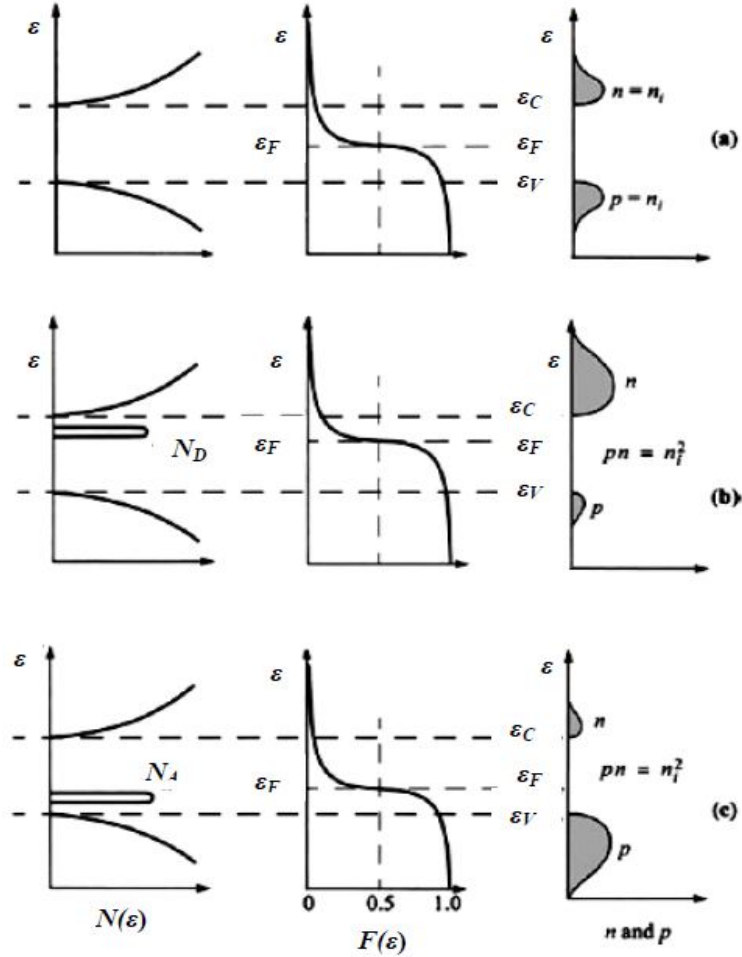 ε ε ε
ε_C n = n_i
ε_F ε_F (a)
ε_V p = n_i
ε ε ε
ε_C n
N_D ε_F ε_F pn = n_i^2
ε_V p (b)
ε ε ε
ε_C n
N_A ε_F ε_F pn = n_i^2
ε_V p (c)
0 0.5 1.0
N(ε) F(ε) n and p